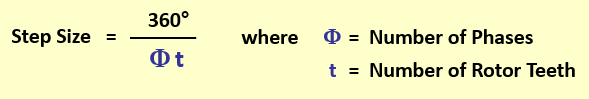 Step Size = 360° / Φ t where Φ = Number of Phases
t = Number of Rotor Teeth